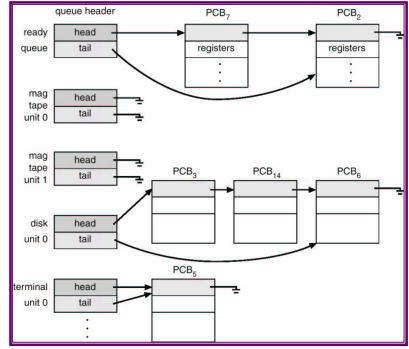 queue header PCB7 PCB2
ready head
queue tail registers registers
mag head
tape tail
unit 0
mag head
tape tail
unit 1
PCB3 PCB14 PCB6
disk head
unit 0 tail
PCB5
terminal head
unit 0 tail